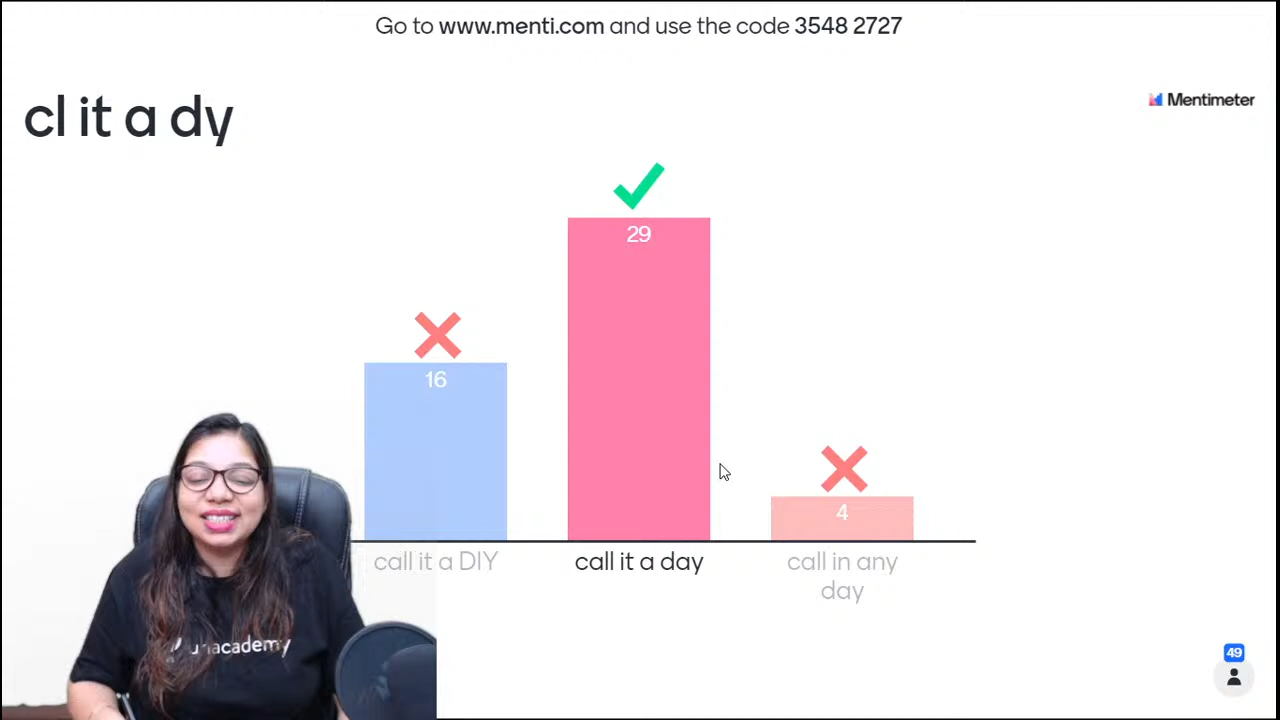 Go to www.menti.com and use the code 3548 2727
cl it a dy
Mentimeter
29
16
4
call it a DIY
call it a day
call in any
day
unacademy
49